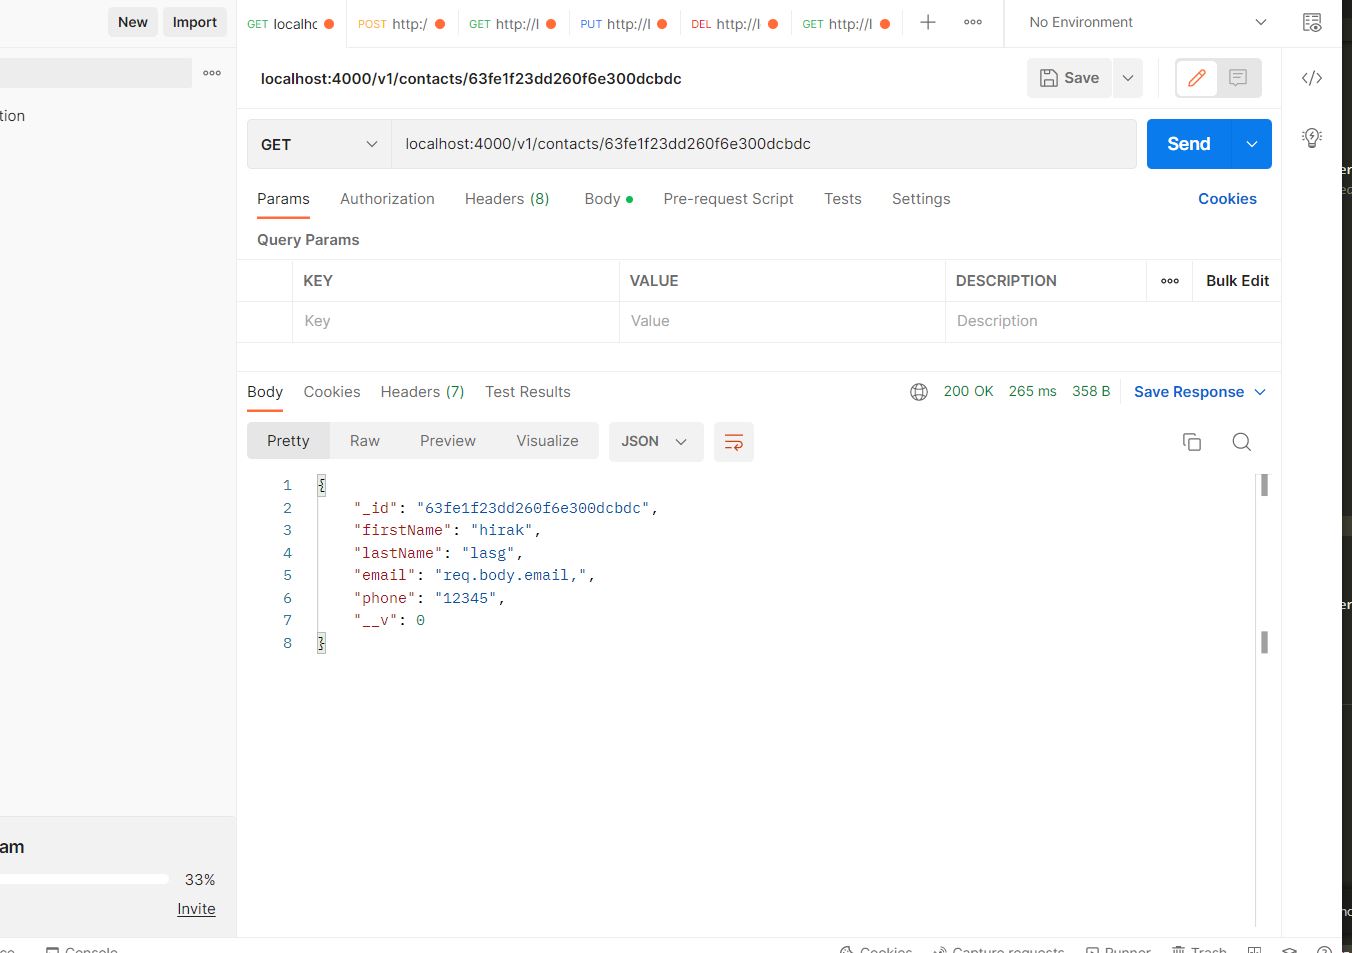 New Import
GET localhc POST http:/ GET http://l PUT http://l DEL http://l GET http://l No Environment
localhost:4000/v1/contacts/63fe1f23dd260f6e300dcbdc Save
tion
GET localhost:4000/v1/contacts/63fe1f23dd260f6e300dcbdc Send
Params Authorization Headers (8) Body Pre-request Script Tests Settings Cookies
Query Params
KEY VALUE DESCRIPTION Bulk Edit
Key Value Description
Body Cookies Headers (7) Test Results 200 OK 265 ms 358 B Save Response
Pretty Raw Preview Visualize JSON
1 {
2 "_id": "63fe1f23dd260f6e300dcbdc",
3 "firstName": "hirak",
4 "lastName": "lasg",
5 "email": "req.body.email,",
6 "phone": "12345",
7 "__v": 0
8 }
am
33%
Invite
Console Cookies Capture requests Runner Trash